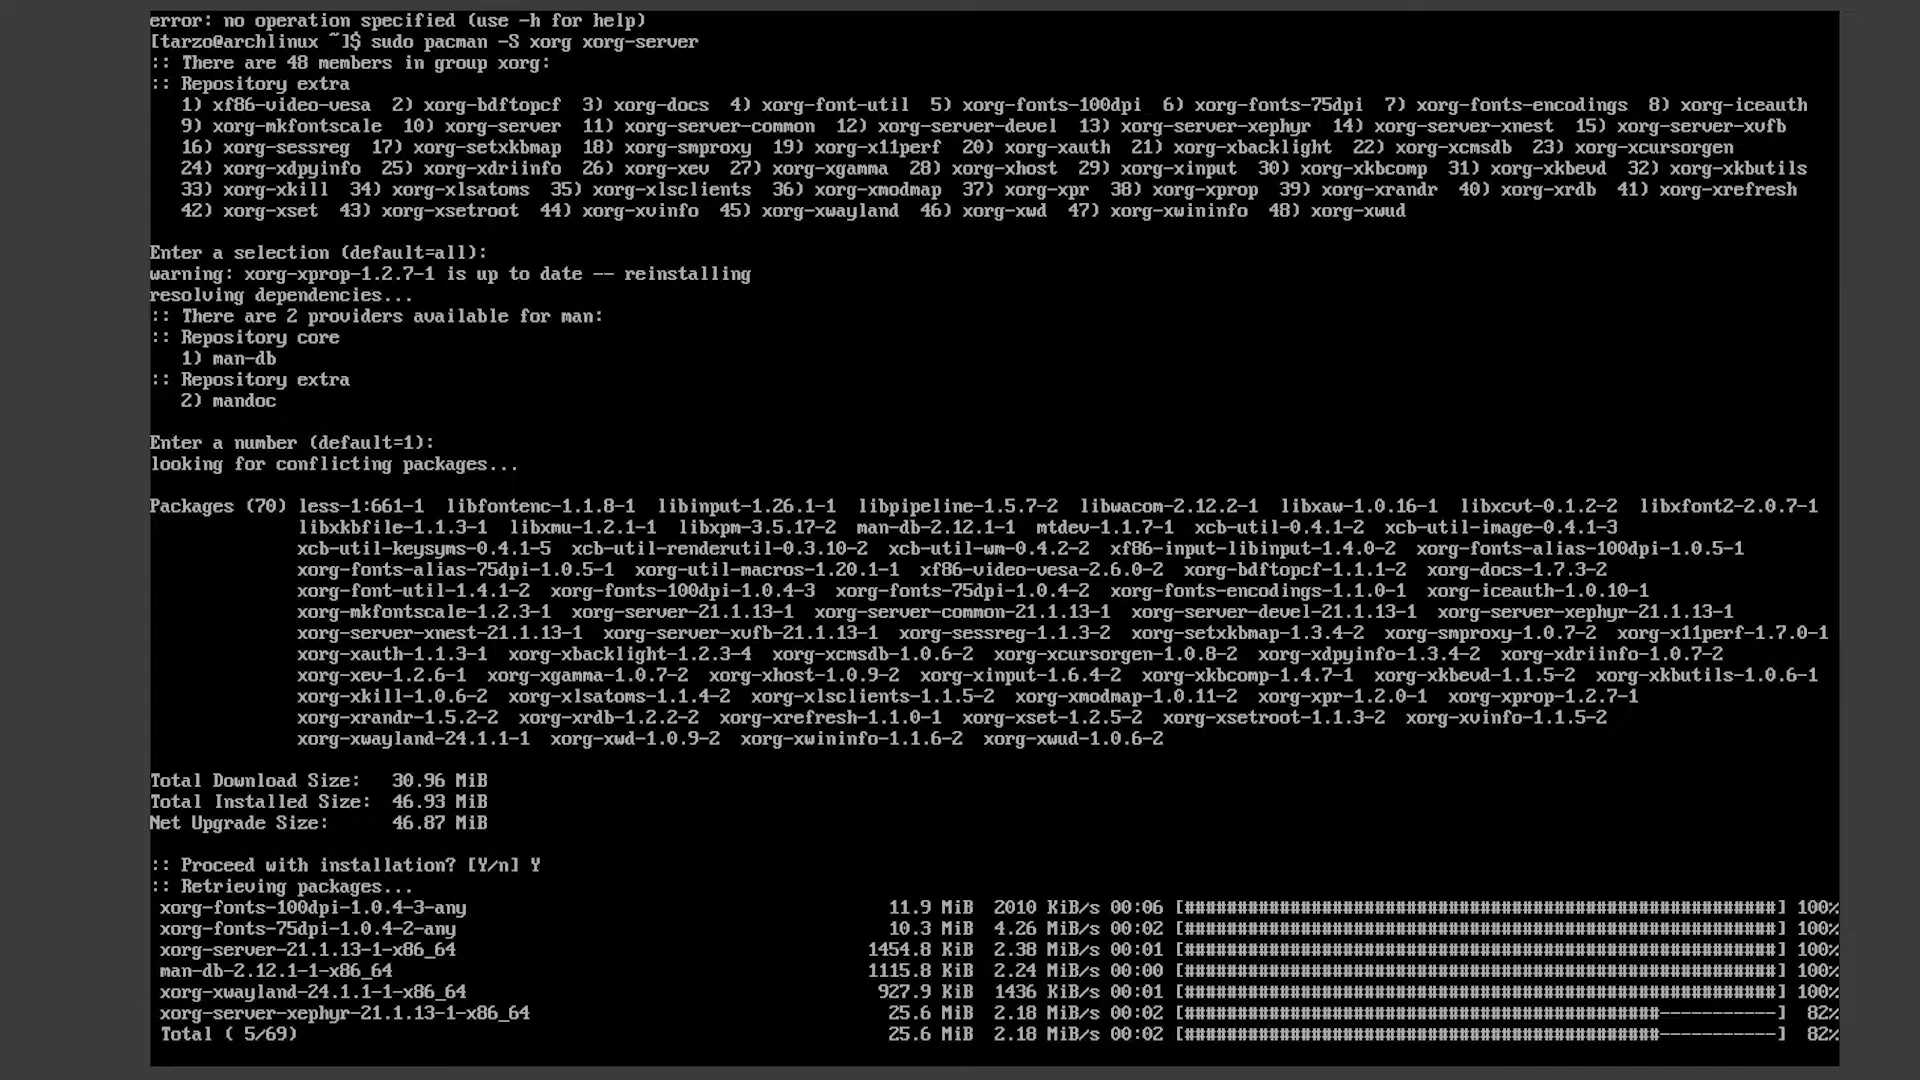 error: no operation specified (use -h for help)
[tarzo@archlinux ~]$ sudo pacman -S xorg xorg-server
:: There are 48 members in group xorg:
:: Repository extra
   1) xf86-video-vesa  2) xorg-bdftopcf  3) xorg-docs  4) xorg-font-util  5) xorg-fonts-100dpi  6) xorg-fonts-75dpi  7) xorg-fonts-encodings  8) xorg-iceauth
   9) xorg-mkfontscale  10) xorg-server  11) xorg-server-common  12) xorg-server-devel  13) xorg-server-xephyr  14) xorg-server-xnest  15) xorg-server-xvfb
   16) xorg-sessreg  17) xorg-setxkbmap  18) xorg-smproxy  19) xorg-x11perf  20) xorg-xauth  21) xorg-xbacklight  22) xorg-xcmsdb  23) xorg-xcursorgen
   24) xorg-xdpyinfo  25) xorg-xdriinfo  26) xorg-xev  27) xorg-xgamma  28) xorg-xhost  29) xorg-xinput  30) xorg-xkbcomp  31) xorg-xkbevd  32) xorg-xkbutils
   33) xorg-xkill  34) xorg-xlsatoms  35) xorg-xlsclients  36) xorg-xmodmap  37) xorg-xpr  38) xorg-xprop  39) xorg-xrandr  40) xorg-xrdb  41) xorg-xrefresh
   42) xorg-xset  43) xorg-xsetroot  44) xorg-xvinfo  45) xorg-xwayland  46) xorg-xwd  47) xorg-xwininfo  48) xorg-xwud
Enter a selection (default=all):
warning: xorg-xprop-1.2.7-1 is up to date -- reinstalling
resolving dependencies...
:: There are 2 providers available for man:
:: Repository core
   1) man-db
:: Repository extra
   2) mandoc
Enter a number (default=1):
looking for conflicting packages...
Packages (70) less-1:661-1  libfontenc-1.1.8-1  libinput-1.26.1-1  libpipeline-1.5.7-2  libwacom-2.12.2-1  libxaw-1.0.16-1  libxcvt-0.1.2-2  libxfont2-2.0.7-1
              libxkbfile-1.1.3-1  libxmu-1.2.1-1  libxpm-3.5.17-2  man-db-2.12.1-1  mtdev-1.1.7-1  xcb-util-0.4.1-2  xcb-util-image-0.4.1-3
              xcb-util-keysyms-0.4.1-5  xcb-util-renderutil-0.3.10-2  xcb-util-wm-0.4.2-2  xf86-input-libinput-1.4.0-2  xorg-fonts-alias-100dpi-1.0.5-1
              xorg-fonts-alias-75dpi-1.0.5-1  xorg-util-macros-1.20.1-1  xf86-video-vesa-2.6.0-2  xorg-bdftopcf-1.1.1-2  xorg-docs-1.7.3-2
              xorg-font-util-1.4.1-2  xorg-fonts-100dpi-1.0.4-3  xorg-fonts-75dpi-1.0.4-2  xorg-fonts-encodings-1.1.0-1  xorg-iceauth-1.0.10-1
              xorg-mkfontscale-1.2.3-1  xorg-server-21.1.13-1  xorg-server-common-21.1.13-1  xorg-server-devel-21.1.13-1  xorg-server-xephyr-21.1.13-1
              xorg-server-xnest-21.1.13-1  xorg-server-xvfb-21.1.13-1  xorg-sessreg-1.1.3-2  xorg-setxkbmap-1.3.4-2  xorg-smproxy-1.0.7-2  xorg-x11perf-1.7.0-1
              xorg-xauth-1.1.3-1  xorg-xbacklight-1.2.3-4  xorg-xcmsdb-1.0.6-2  xorg-xcursorgen-1.0.8-2  xorg-xdpyinfo-1.3.4-2  xorg-xdriinfo-1.0.7-2
              xorg-xev-1.2.6-1  xorg-xgamma-1.0.7-2  xorg-xhost-1.0.9-2  xorg-xinput-1.6.4-2  xorg-xkbcomp-1.4.7-1  xorg-xkbevd-1.1.5-2  xorg-xkbutils-1.0.6-1
              xorg-xkill-1.0.6-2  xorg-xlsatoms-1.1.4-2  xorg-xlsclients-1.1.5-2  xorg-xmodmap-1.0.11-2  xorg-xpr-1.2.0-1  xorg-xprop-1.2.7-1
              xorg-xrandr-1.5.2-2  xorg-xrdb-1.2.2-2  xorg-xrefresh-1.1.0-1  xorg-xset-1.2.5-2  xorg-xsetroot-1.1.3-2  xorg-xvinfo-1.1.5-2
              xorg-xwayland-24.1.1-1  xorg-xwd-1.0.9-2  xorg-xwininfo-1.1.6-2  xorg-xwud-1.0.6-2
Total Download Size:   30.96 MiB
Total Installed Size:  46.93 MiB
Net Upgrade Size:      46.87 MiB
:: Proceed with installation? [Y/n] Y
:: Retrieving packages...
 xorg-fonts-100dpi-1.0.4-3-any   11.9 MiB  2010 KiB/s 00:06 [########################################################] 100%
 xorg-fonts-75dpi-1.0.4-2-any   10.3 MiB  4.26 MiB/s 00:02 [########################################################] 100%
 xorg-server-21.1.13-1-x86_64   1454.8 KiB  2.38 MiB/s 00:01 [########################################################] 100%
 man-db-2.12.1-1-x86_64   1115.8 KiB  2.24 MiB/s 00:00 [########################################################] 100%
 xorg-xwayland-24.1.1-1-x86_64   927.9 KiB  1436 KiB/s 00:01 [########################################################] 100%
 xorg-server-xephyr-21.1.13-1-x86_64   25.6 MiB  2.18 MiB/s 00:02 [#############################################-----------] 82%
 Total ( 5/69)   25.6 MiB  2.18 MiB/s 00:02 [#############################################-----------] 82%